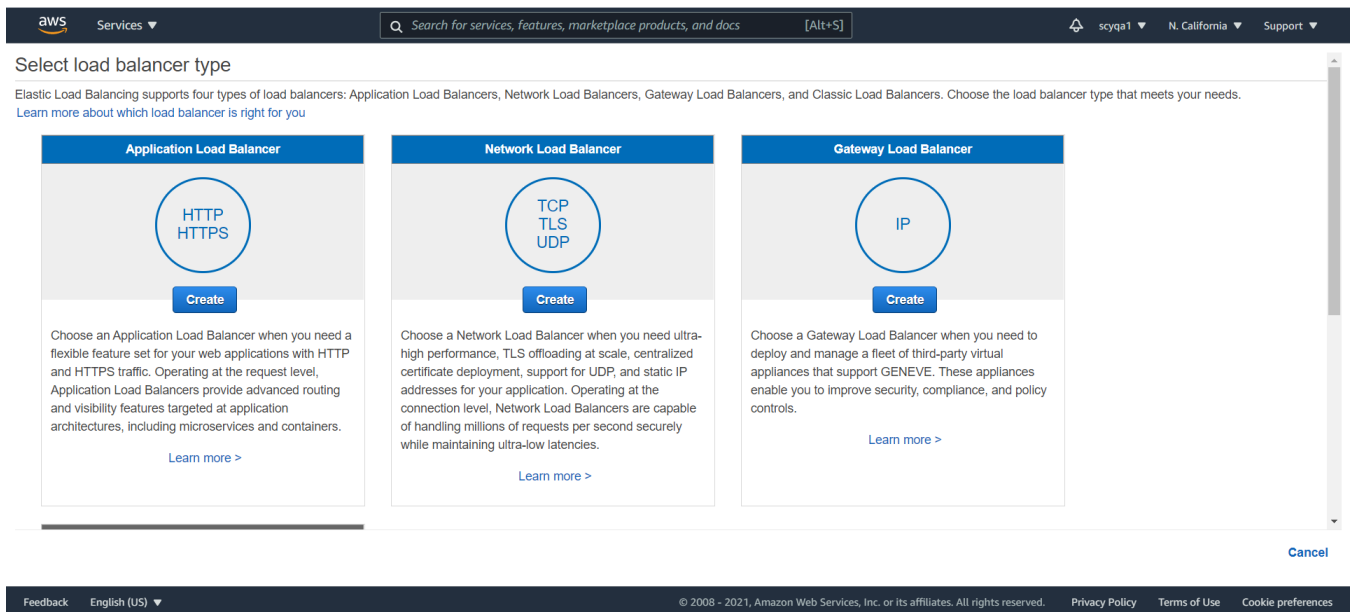 aws
Services ▼
Search for services, features, marketplace products, and docs
[Alt+S]
scyqa1 ▼
N. California ▼
Support ▼
Select load balancer type
Elastic Load Balancing supports four types of load balancers: Application Load Balancers, Network Load Balancers, Gateway Load Balancers, and Classic Load Balancers. Choose the load balancer type that meets your needs.
Learn more about which load balancer is right for you
Application Load Balancer
HTTP
HTTPS
Create
Choose an Application Load Balancer when you need a
flexible feature set for your web applications with HTTP
and HTTPS traffic. Operating at the request level,
Application Load Balancers provide advanced routing
and visibility features targeted at application
architectures, including microservices and containers.
Learn more >
Network Load Balancer
TCP
TLS
UDP
Create
Choose a Network Load Balancer when you need ultra-
high performance, TLS offloading at scale, centralized
certificate deployment, support for UDP, and static IP
addresses for your application. Operating at the
connection level, Network Load Balancers are capable
of handling millions of requests per second securely
while maintaining ultra-low latencies.
Learn more >
Gateway Load Balancer
IP
Create
Choose a Gateway Load Balancer when you need to
deploy and manage a fleet of third-party virtual
appliances that support GENEVE. These appliances
enable you to improve security, compliance, and policy
controls.
Learn more >
Cancel
Feedback
English (US) ▼
© 2008 - 2021, Amazon Web Services, Inc. or its affiliates. All rights reserved.
Privacy Policy
Terms of Use
Cookie preferences